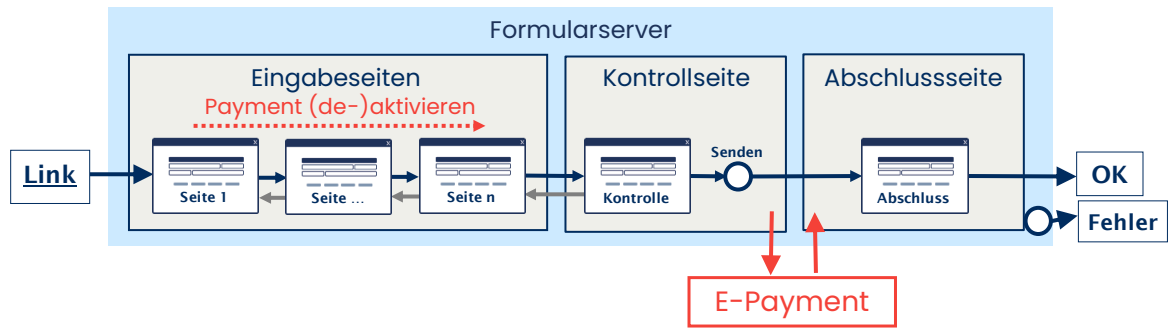 Formularserver
Eingabeseiten
Payment (de-)aktivieren
Kontrollseite
Abschlussseite
Link
x
Seite 1
x
Seite ...
x
Seite n
x
Kontrolle
Senden
x
Abschluss
OK
Fehler
E-Payment